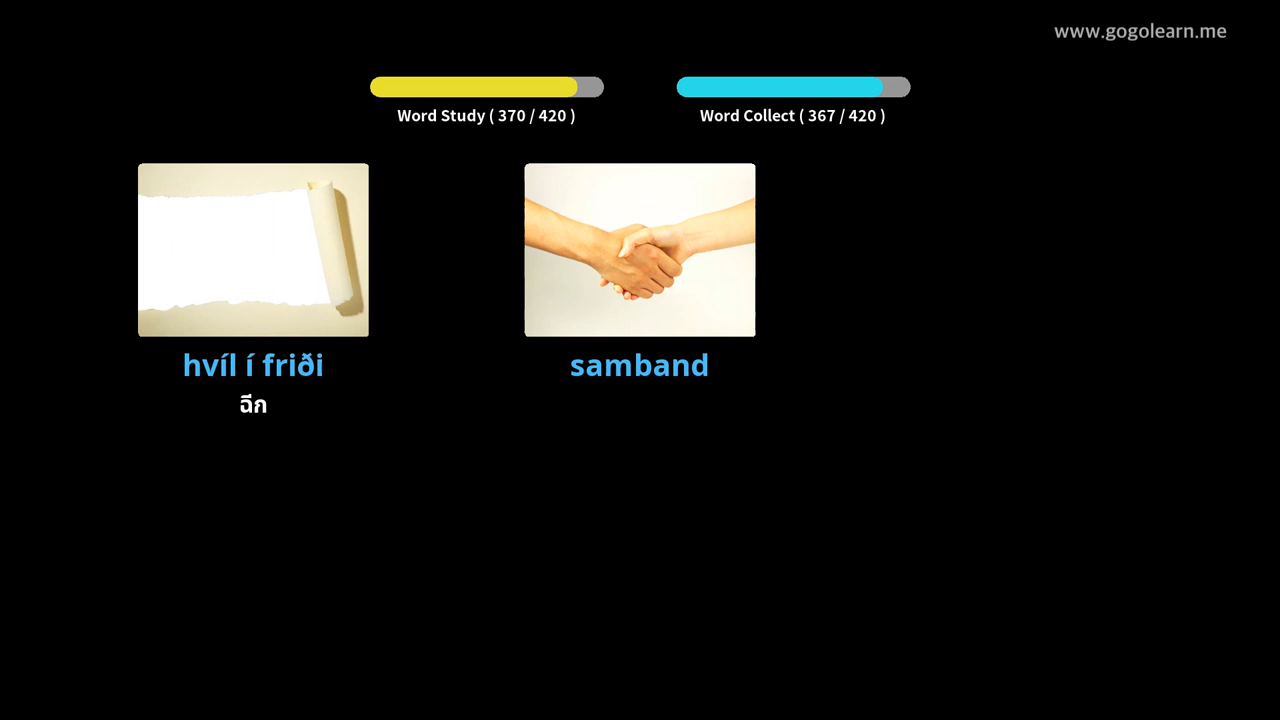 www.gogolearn.me
Word Study ( 370 / 420 )
Word Collect ( 367 / 420 )
hvíl í friði
samband
ฉีก